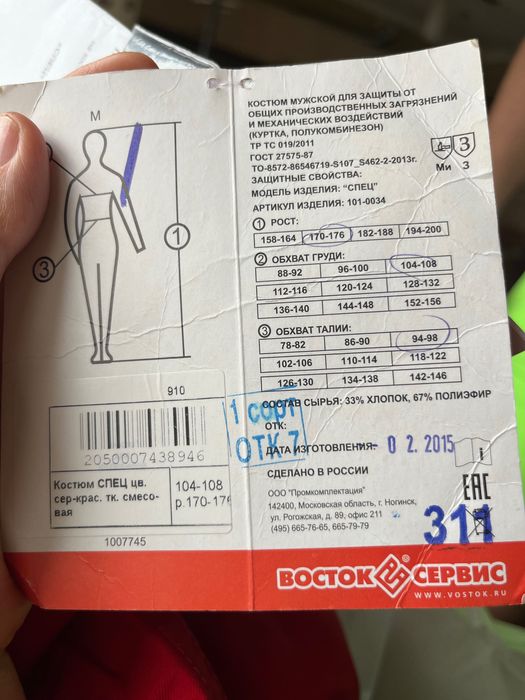 М
1
3
910
2050007438946
Костюм СПЕЦ цв.
сер-крас. тк. смесо-
вая
104-108
р.170-176
1007745
КОСТЮМ МУЖСКОЙ ДЛЯ ЗАЩИТЫ ОТ
ОБЩИХ ПРОИЗВОДСТВЕННЫХ ЗАГРЯЗНЕНИЙ
И МЕХАНИЧЕСКИХ ВОЗДЕЙСТВИЙ
(КУРТКА, ПОЛУКОМБИНЕЗОН)
ТР ТС 019/2011
ГОСТ 27575-87
ТО-8572-86546719-S107_S462-2-2013г.
ЗАЩИТНЫЕ СВОЙСТВА:
МОДЕЛЬ ИЗДЕЛИЯ: “СПЕЦ”
АРТИКУЛ ИЗДЕЛИЯ: 101-0034
З
Ми З
1 РОСТ:
158-164 170-176 182-188 194-200
2 ОБХВАТ ГРУДИ:
88-92 96-100 104-108
112-116 120-124 128-132
136-140 144-148 152-156
3 ОБХВАТ ТАЛИИ:
78-82 86-90 94-98
102-106 110-114 118-122
126-130 134-138 142-146
СОСТАВ СЫРЬЯ: 33% ХЛОПОК, 67% ПОЛИЭФИР
1 сорт
ОТК 7
ОТК:
ДАТА ИЗГОТОВЛЕНИЯ: 0 2. 2015
СДЕЛАНО В РОССИИ
i
ООО "Промкомплектация"
142400, Московская область, г. Ногинск,
ул. Рогожская, д. 89, офис 211
(495) 665-76-65, 665-79-79
EAC
311
ВОСТОК СЕРВИС
®
WWW.VOSTOK.RU